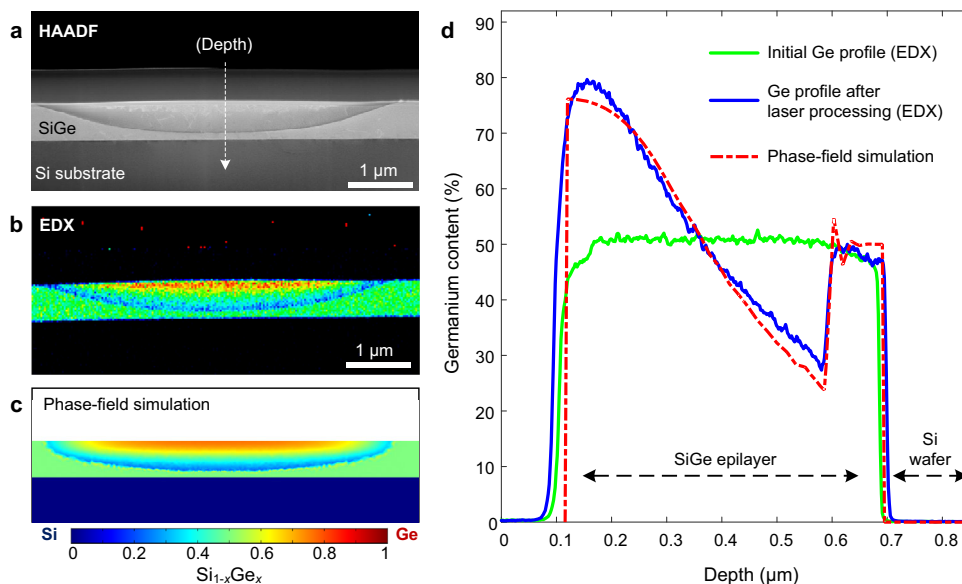 a
HAADF
(Depth)
SiGe
Si substrate
1 µm
b
EDX
1 µm
c
Phase-field simulation
Si
Ge
0 0.2 0.4 0.6 0.8 1
Si1-xGex
d
90
80
70
60
50
40
30
20
10
0
Germanium content (%)
Initial Ge profile (EDX)
Ge profile after
laser processing (EDX)
Phase-field simulation
SiGe epilayer
Si
wafer
0 0.1 0.2 0.3 0.4 0.5 0.6 0.7 0.8
Depth (µm)